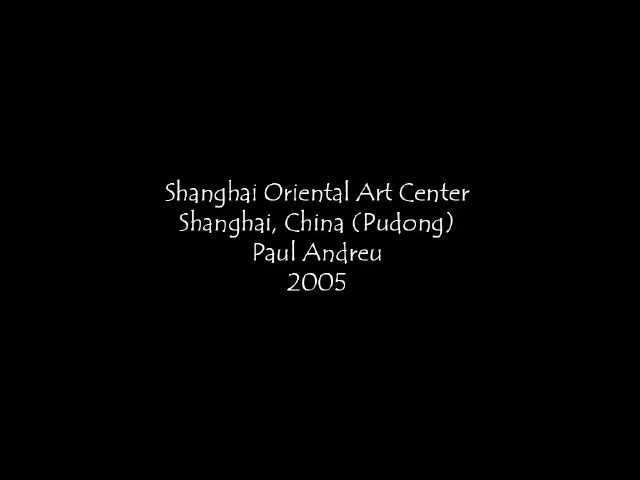 Shanghai Oriental Art Center
Shanghai, China (Pudong)
Paul Andreu
2005